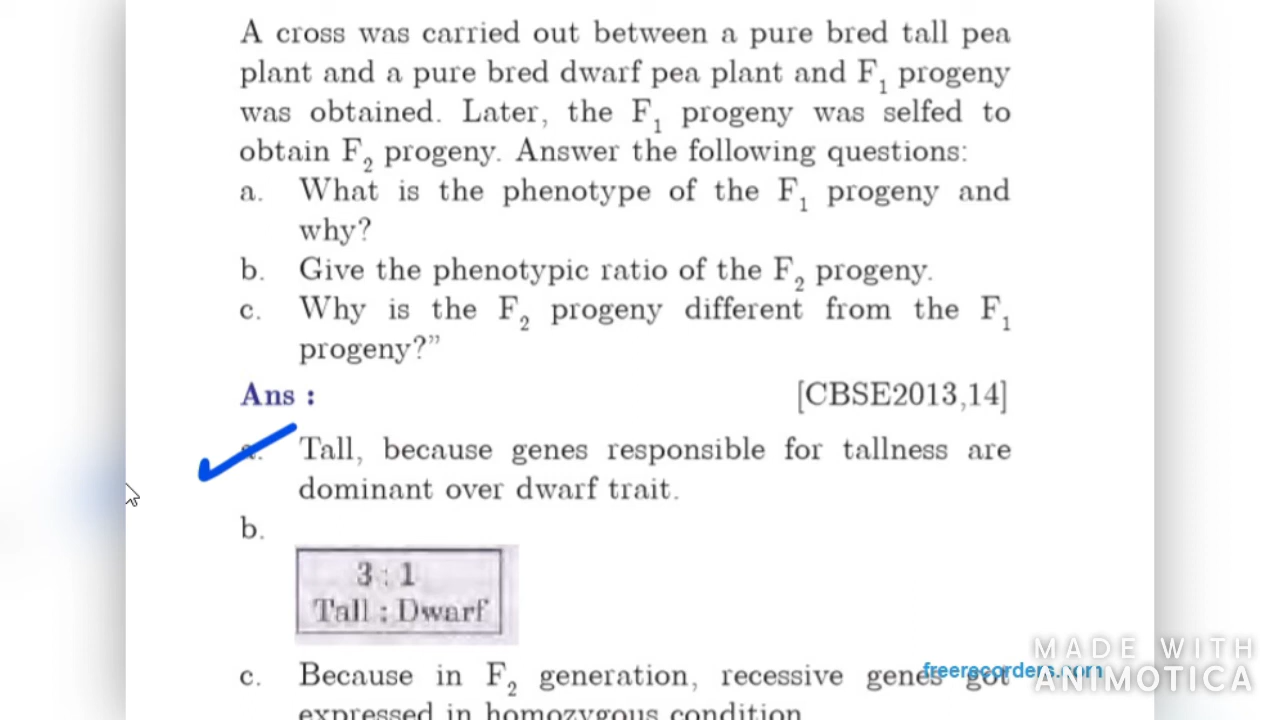 A cross was carried out between a pure bred tall pea
plant and a pure bred dwarf pea plant and F₁ progeny
was obtained. Later, the F₁ progeny was selfed to
obtain F₂ progeny. Answer the following questions:
a. What is the phenotype of the F₁ progeny and
why?
b. Give the phenotypic ratio of the F₂ progeny.
c. Why is the F₂ progeny different from the F₁
progeny?”
Ans : [CBSE2013,14]
a. Tall, because genes responsible for tallness are
dominant over dwarf trait.
b.
3 : 1
Tall : Dwarf
c. Because in F₂ generation, recessive genes got
expressed in homozygous condition
freerecorders.com
MADE WITH
ANIMOTICA